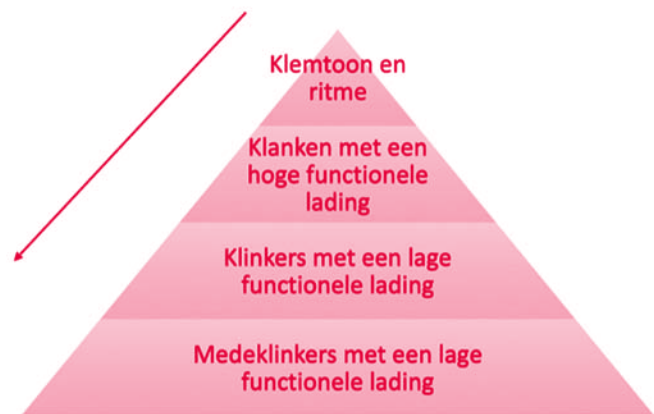 Klemtoon en
ritme
Klanken met een
hoge functionele
lading
Klinkers met een lage
functionele lading
Medeklinkers met een lage
functionele lading